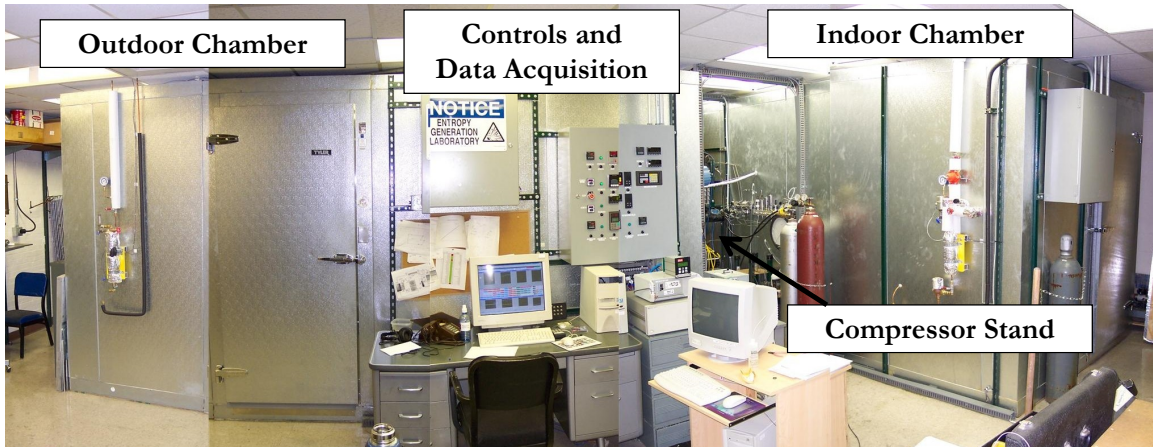 Outdoor Chamber
Controls and
Data Acquisition
Indoor Chamber
NOTICE
ENTROPY
GENERATION
LABORATORY
Compressor Stand